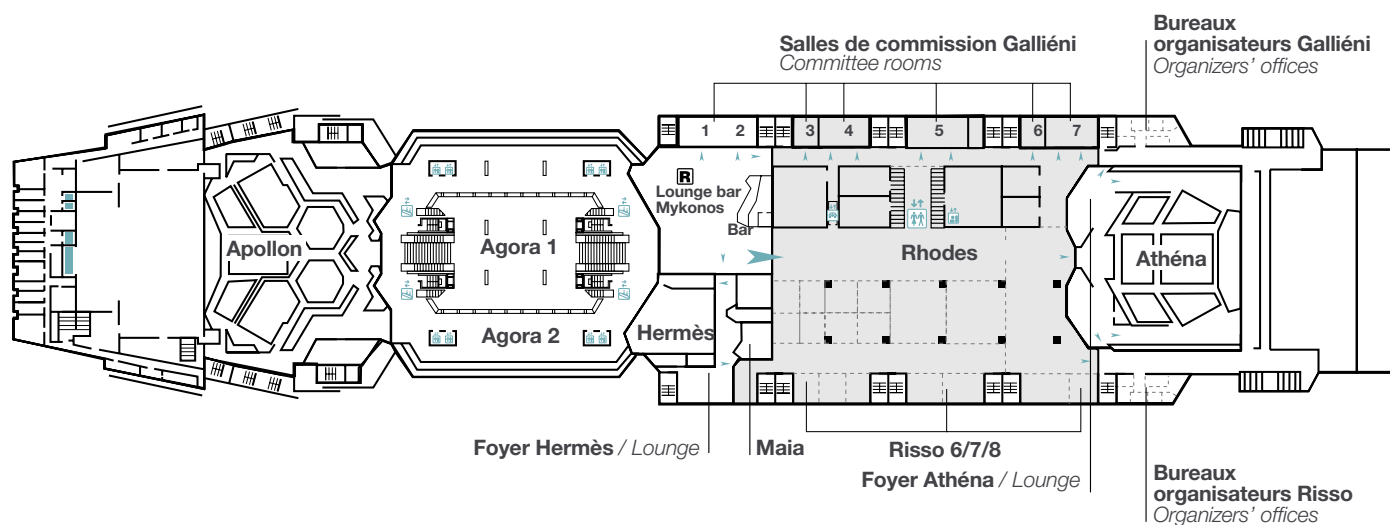 Bureaux
organisateurs Galliéni
Organizers' offices
Salles de commission Galliéni
Committee rooms
1 2 3 4 5 6 7
R
Lounge bar
Mykonos
Bar
Apollon
Agora 1
Rhodes
Athéna
Agora 2
Hermès
Foyer Hermès / Lounge
Maia
Risso 6/7/8
Foyer Athéna / Lounge
Bureaux
organisateurs Risso
Organizers' offices